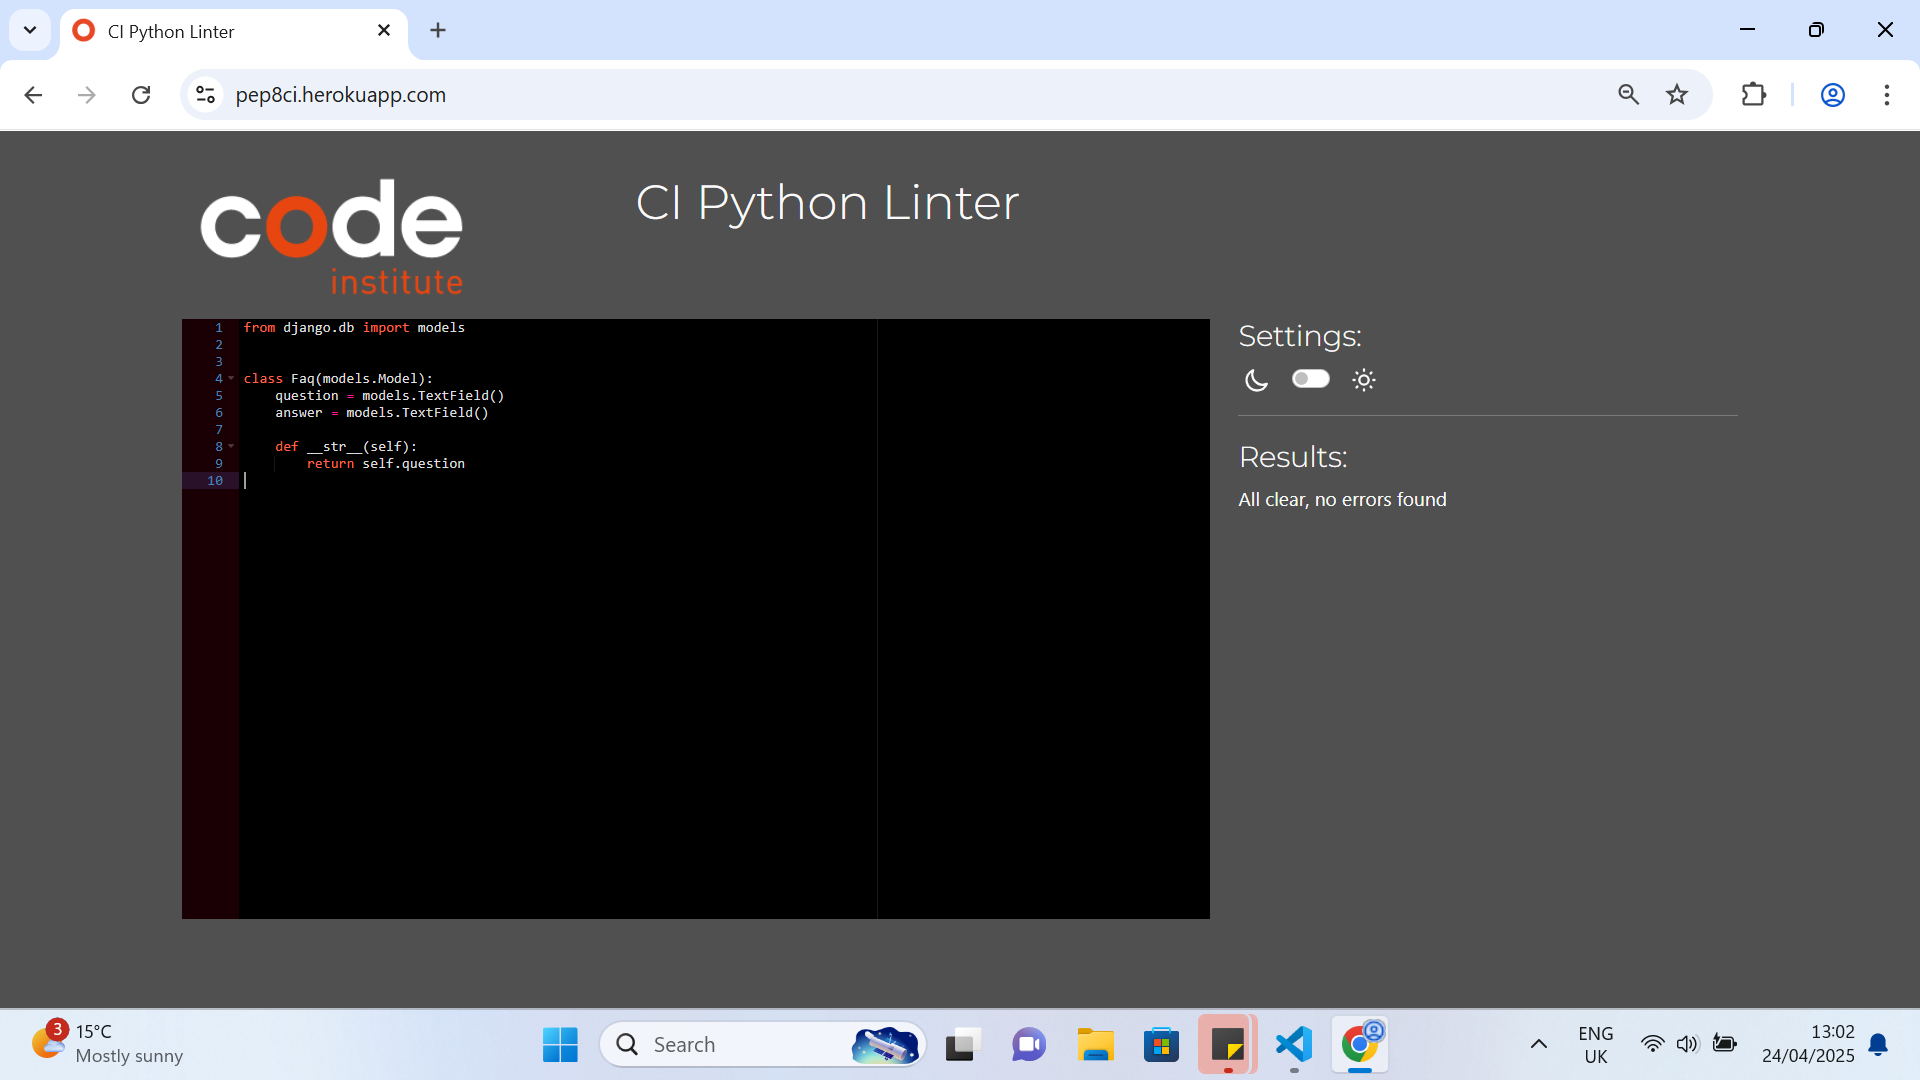 CI Python Linter
pep8ci.herokuapp.com
code
institute
CI Python Linter
1 from django.db import models
2
3
4 class Faq(models.Model):
5     question = models.TextField()
6     answer = models.TextField()
7
8     def __str__(self):
9         return self.question
10
Settings:
Results:
All clear, no errors found
3
15°C
Mostly sunny
Search
ENG
UK
13:02
24/04/2025